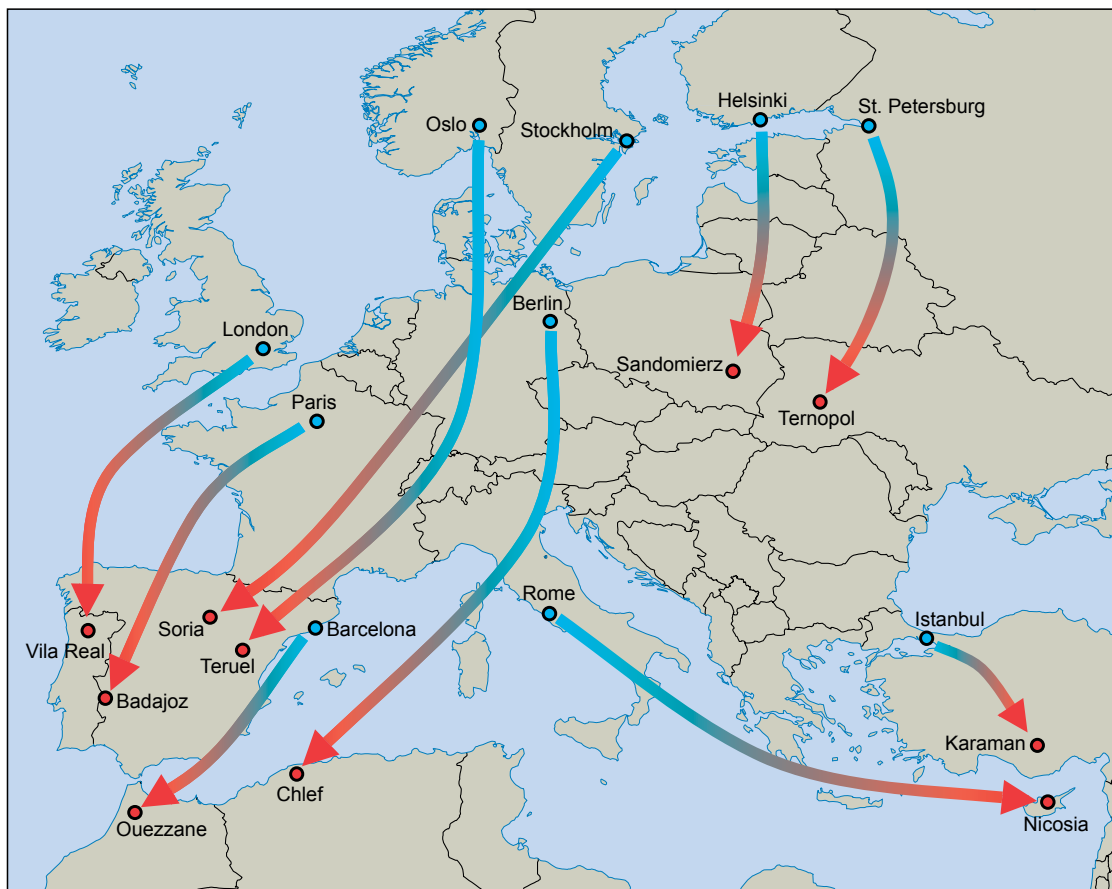 Helsinki
St. Petersburg
Oslo
Stockholm
Berlin
London
Sandomierz
Paris
Ternopol
Rome
Istanbul
Soria
Barcelona
Vila Real
Teruel
Badajoz
Karaman
Chlef
Nicosia
Ouezzane